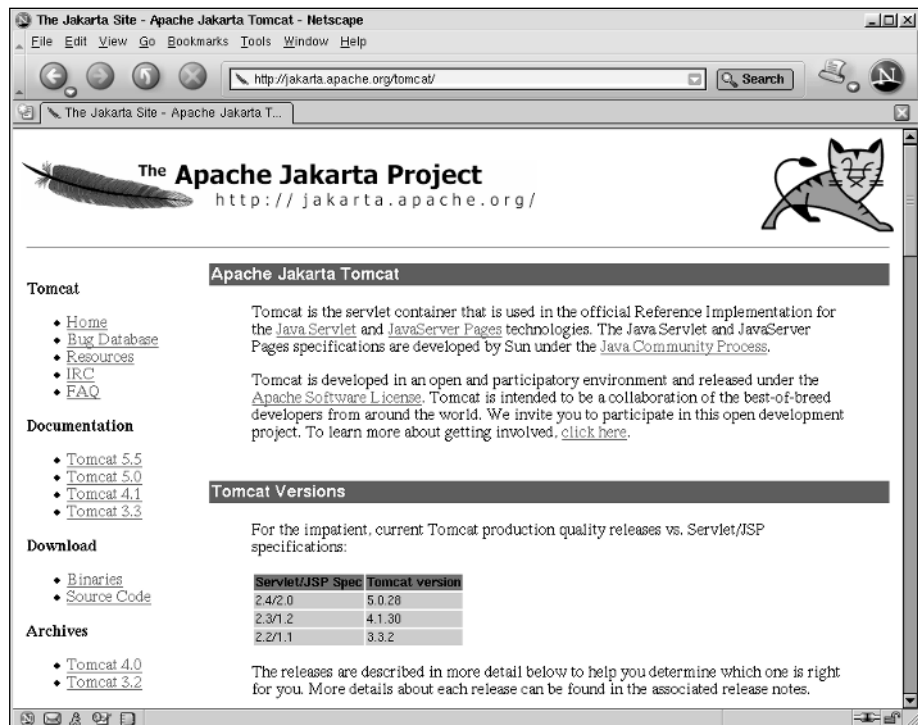 The Jakarta Site - Apache Jakarta Tomcat - Netscape
File Edit View Go Bookmarks Tools Window Help
http://jakarta.apache.org/tomcat/
Search
N
The Jakarta Site - Apache Jakarta T...
The Apache Jakarta Project
http://jakarta.apache.org/
Tomcat
Home
Bug Database
Resources
IRC
FAQ
Documentation
Tomcat 5.5
Tomcat 5.0
Tomcat 4.1
Tomcat 3.3
Download
Binaries
Source Code
Archives
Tomcat 4.0
Tomcat 3.2
Apache Jakarta Tomcat
Tomcat is the servlet container that is used in the official Reference Implementation for
the Java Servlet and JavaServer Pages technologies. The Java Servlet and JavaServer
Pages specifications are developed by Sun under the Java Community Process.
Tomcat is developed in an open and participatory environment and released under the
Apache Software License. Tomcat is intended to be a collaboration of the best-of-breed
developers from around the world. We invite you to participate in this open development
project. To learn more about getting involved, click here.
Tomcat Versions
For the impatient, current Tomcat production quality releases vs. Servlet/JSP
specifications:
Servlet/JSP Spec Tomcat version
2.4/2.0 5.0.28
2.3/1.2 4.1.30
2.2/1.1 3.3.2
The releases are described in more detail below to help you determine which one is right
for you. More details about each release can be found in the associated release notes.